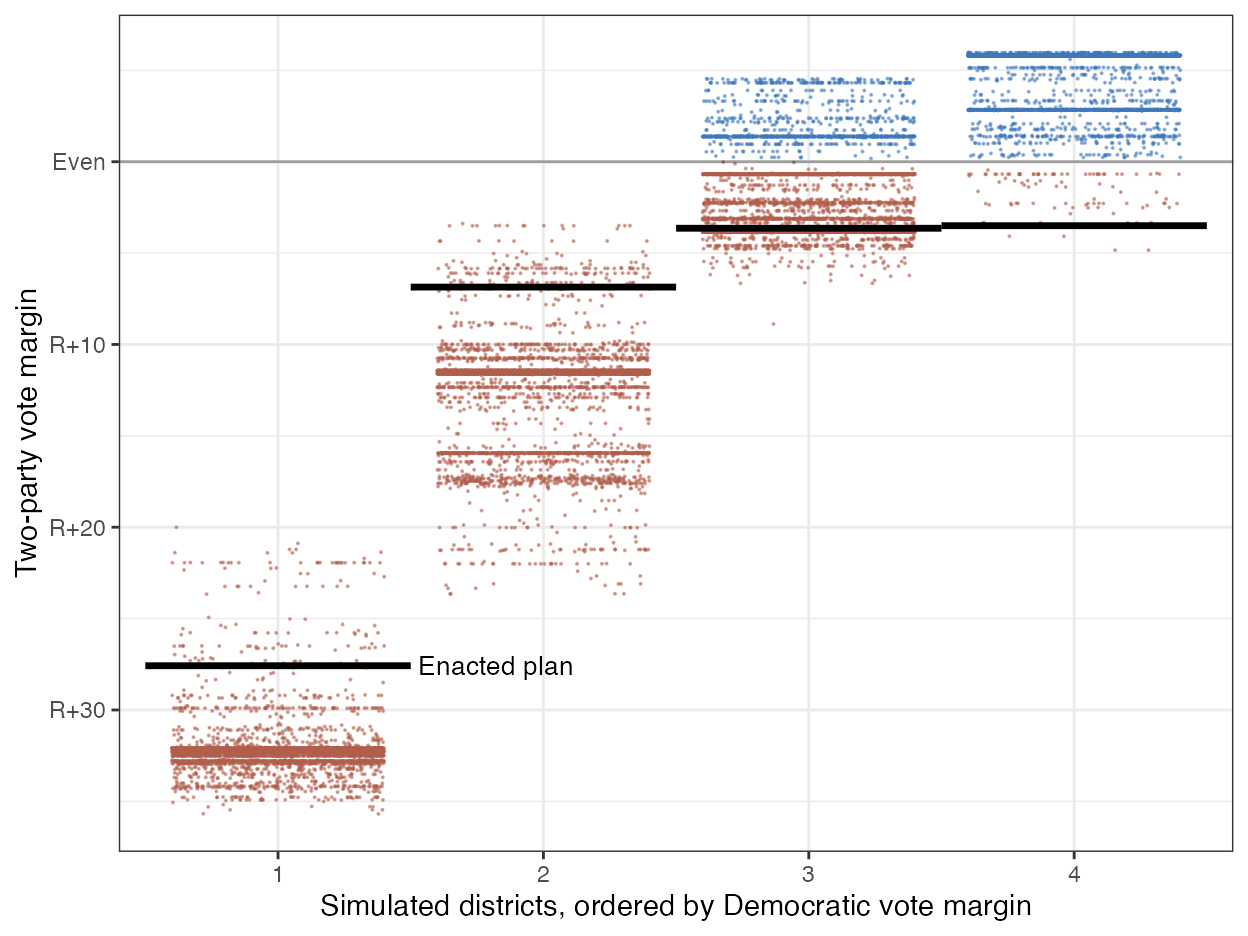 Two-party vote margin
Even
R+10
R+20
R+30
Enacted plan
1
2
3
4
Simulated districts, ordered by Democratic vote margin